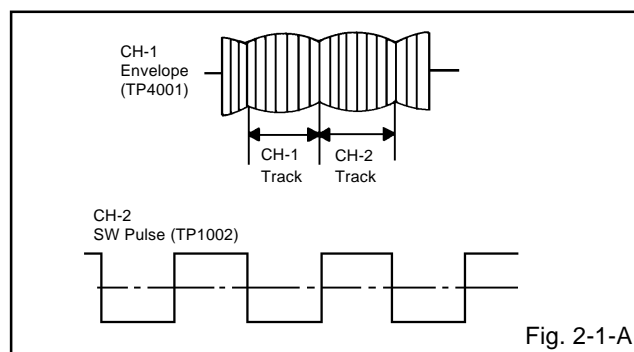 CH-1
Envelope
(TP4001)
CH-1
Track
CH-2
Track
CH-2
SW Pulse (TP1002)
Fig. 2-1-A